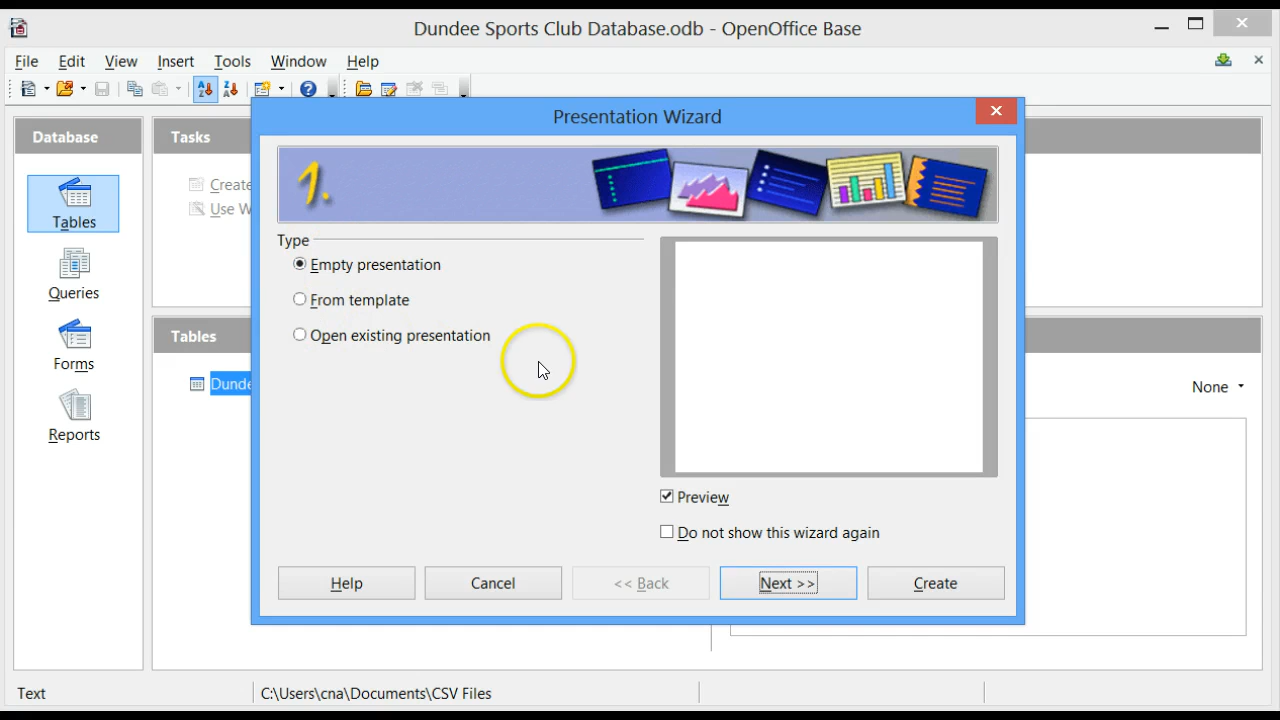 Dundee Sports Club Database.odb - OpenOffice Base
File Edit View Insert Tools Window Help
Presentation Wizard
Database
Tasks
Tables
Queries
Forms
Reports
Create
Use W
Tables
Dunde
None
1.
Type
Empty presentation
From template
Open existing presentation
Preview
Do not show this wizard again
Help
Cancel
<< Back
Next >>
Create
Text
C:\Users\cna\Documents\CSV Files